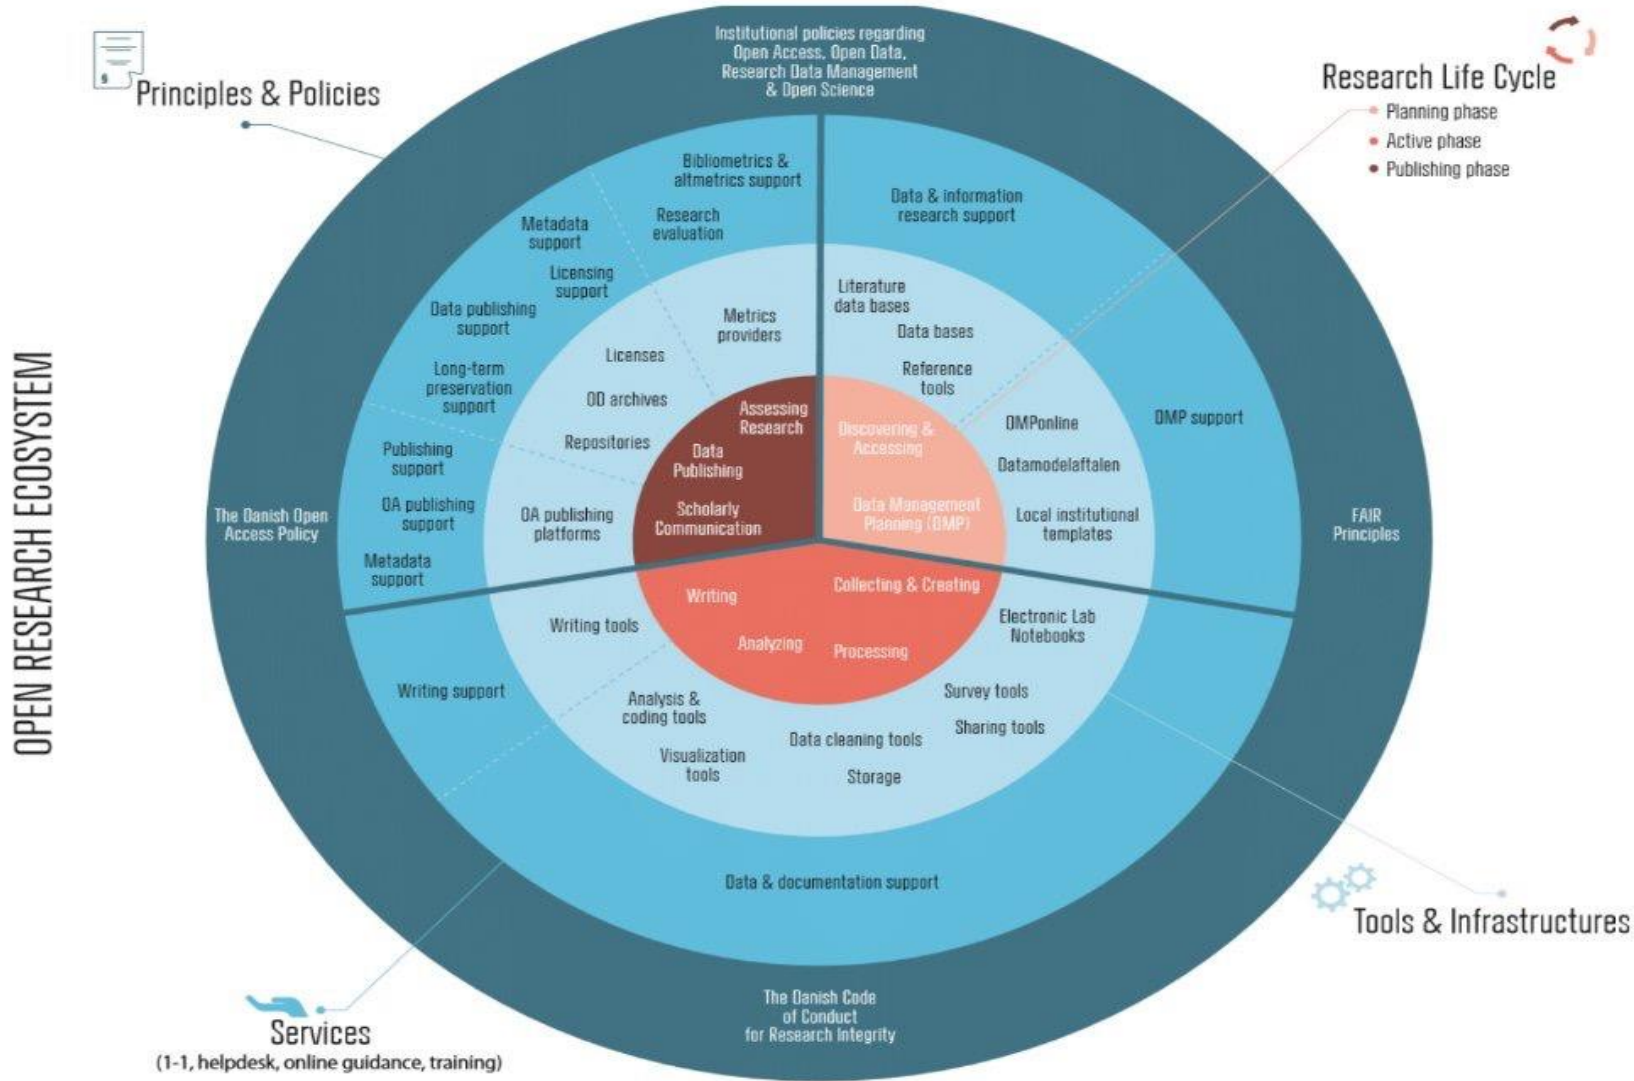 OPEN RESEARCH ECOSYSTEM
Principles & Policies
Institutional policies regarding
Open Access, Open Data,
Research Data Management
& Open Science
Research Life Cycle
Planning phase
Active phase
Publishing phase
Bibliometrics &
altmetrics support
Research
evaluation
Metadata
support
Licensing
support
Data publishing
support
Long-term
preservation
support
Publishing
support
OA publishing
support
Metadata
support
Data & information
research support
DMP support
Metrics
providers
Licenses
OD archives
Repositories
OA publishing
platforms
Literature
data bases
Data bases
Reference
tools
DMPonline
Datamodelaftalen
Local institutional
templates
Assessing
Research
Data
Publishing
Scholarly
Communication
Discovering &
Accessing
Data Management
Planning (DMP)
The Danish Open
Access Policy
FAIR
Principles
Writing
Analyzing
Collecting & Creating
Processing
Writing tools
Analysis &
coding tools
Visualization
tools
Data cleaning tools
Storage
Survey tools
Sharing tools
Electronic Lab
Notebooks
Writing support
Data & documentation support
The Danish Code
of Conduct
for Research Integrity
Tools & Infrastructures
Services
(1-1, helpdesk, online guidance, training)